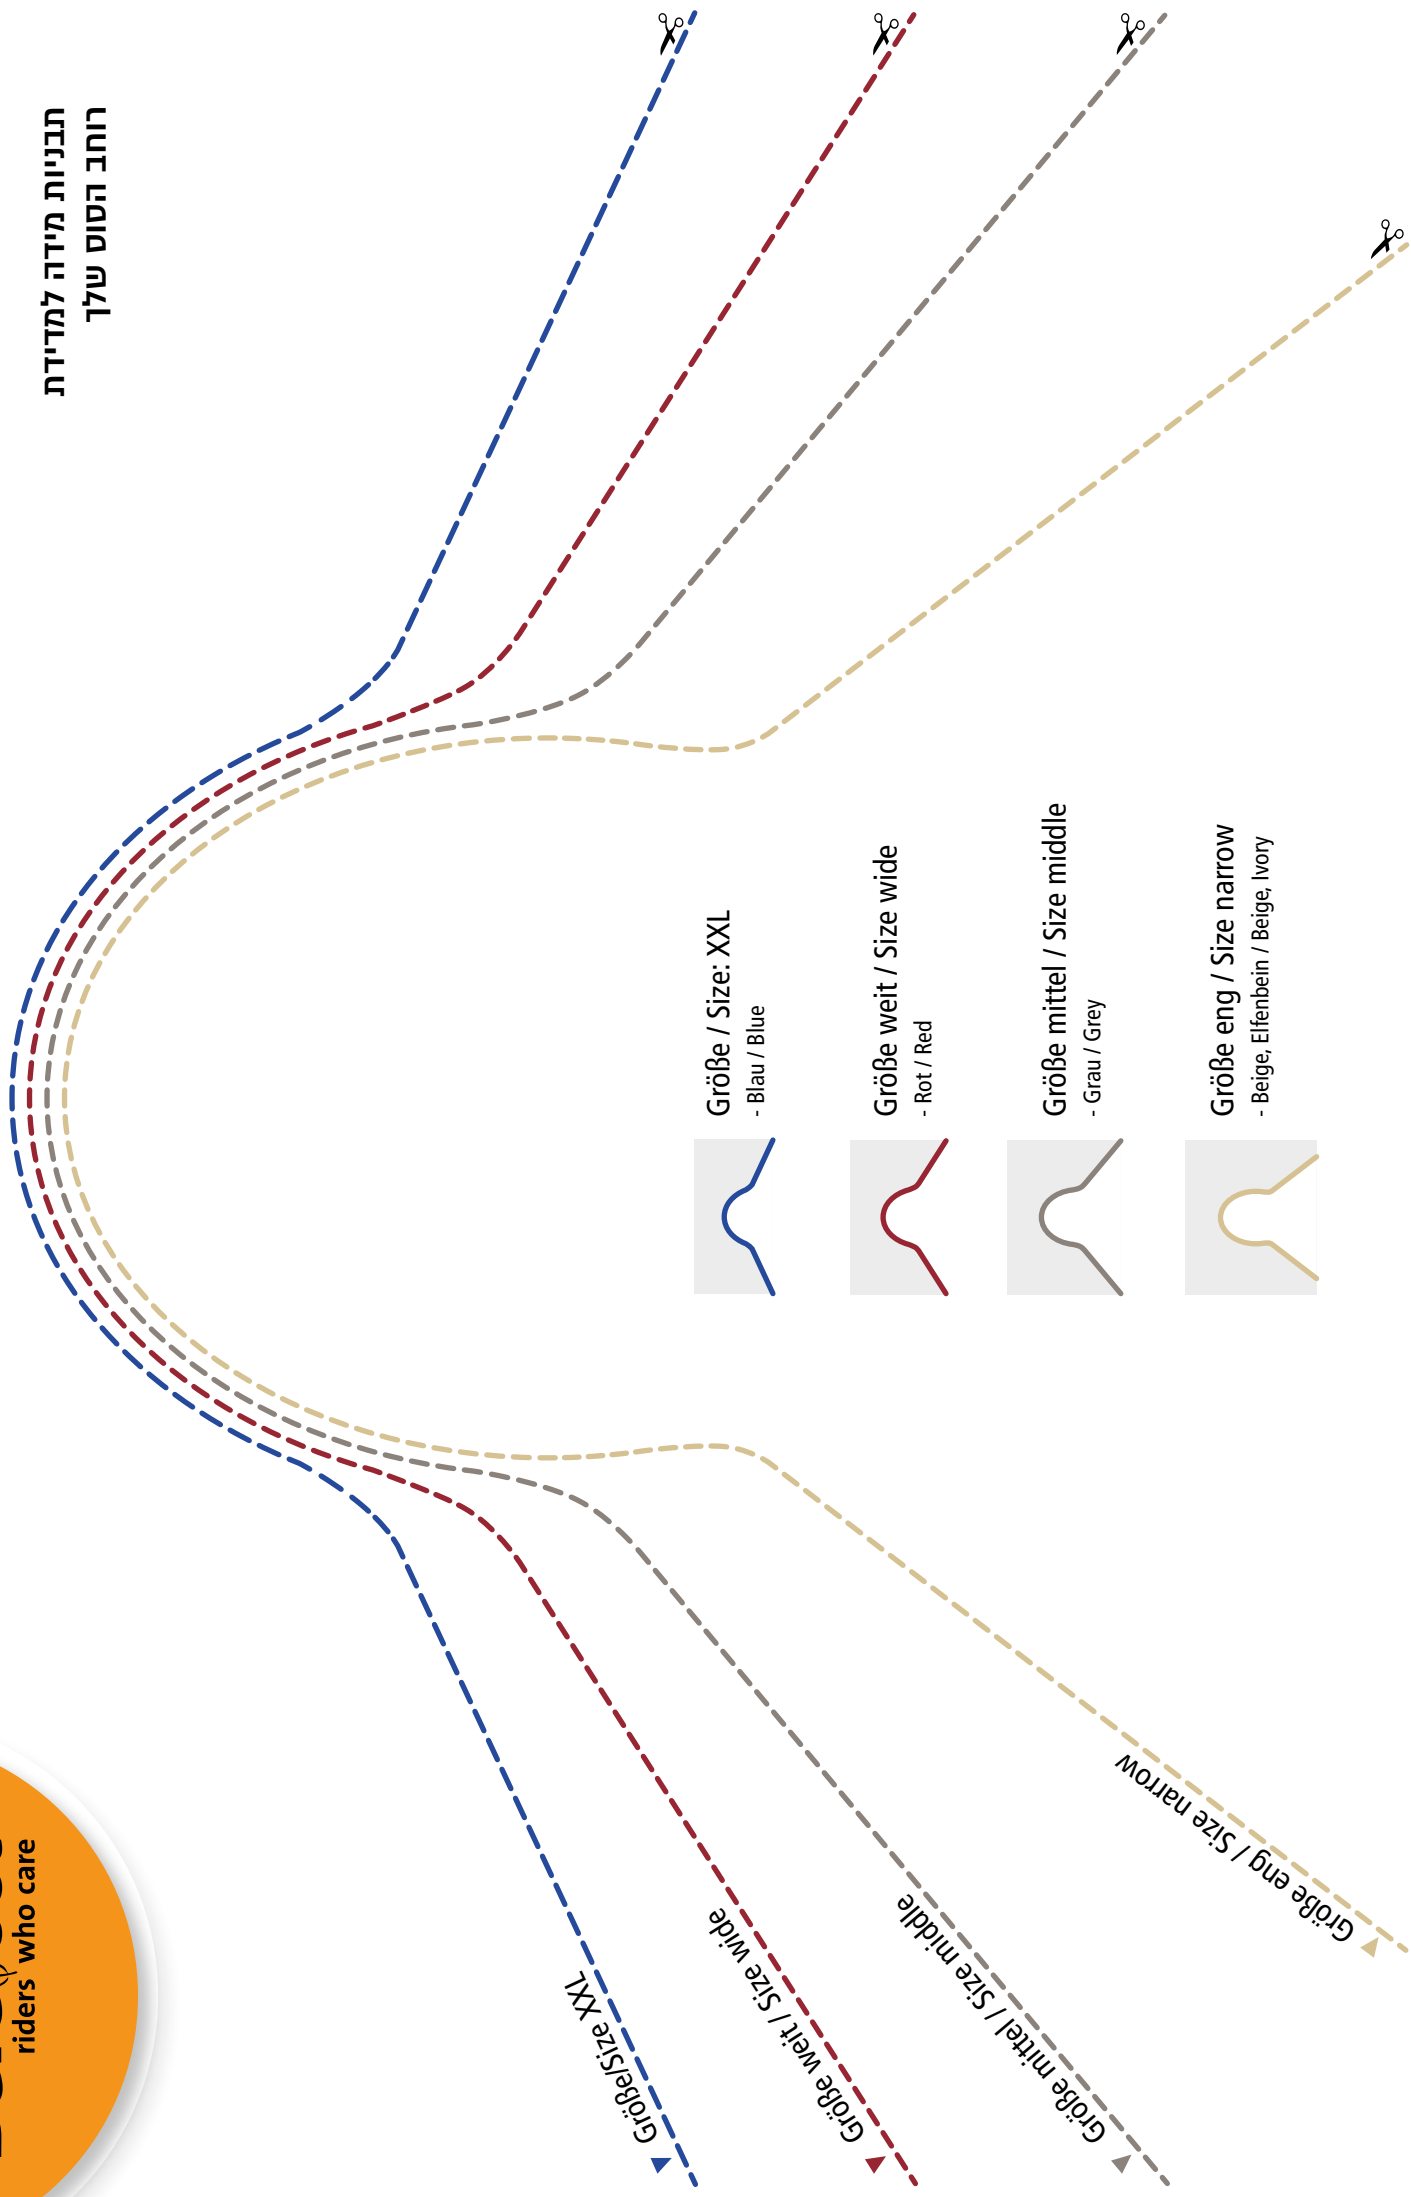 תבניות מידה למדידת
רוחב הסוס שלך
Größe / Size: XXL
- Blau / Blue
Größe weit / Size wide
- Rot / Red
Größe mittel / Size middle
- Grau / Grey
Größe eng / Size narrow
- Beige, Elfenbein / Beige, Ivory
Größe/Size XXL
Größe weit / Size wide
Größe mittel / Size middle
Größe eng / Size narrow
riders who care